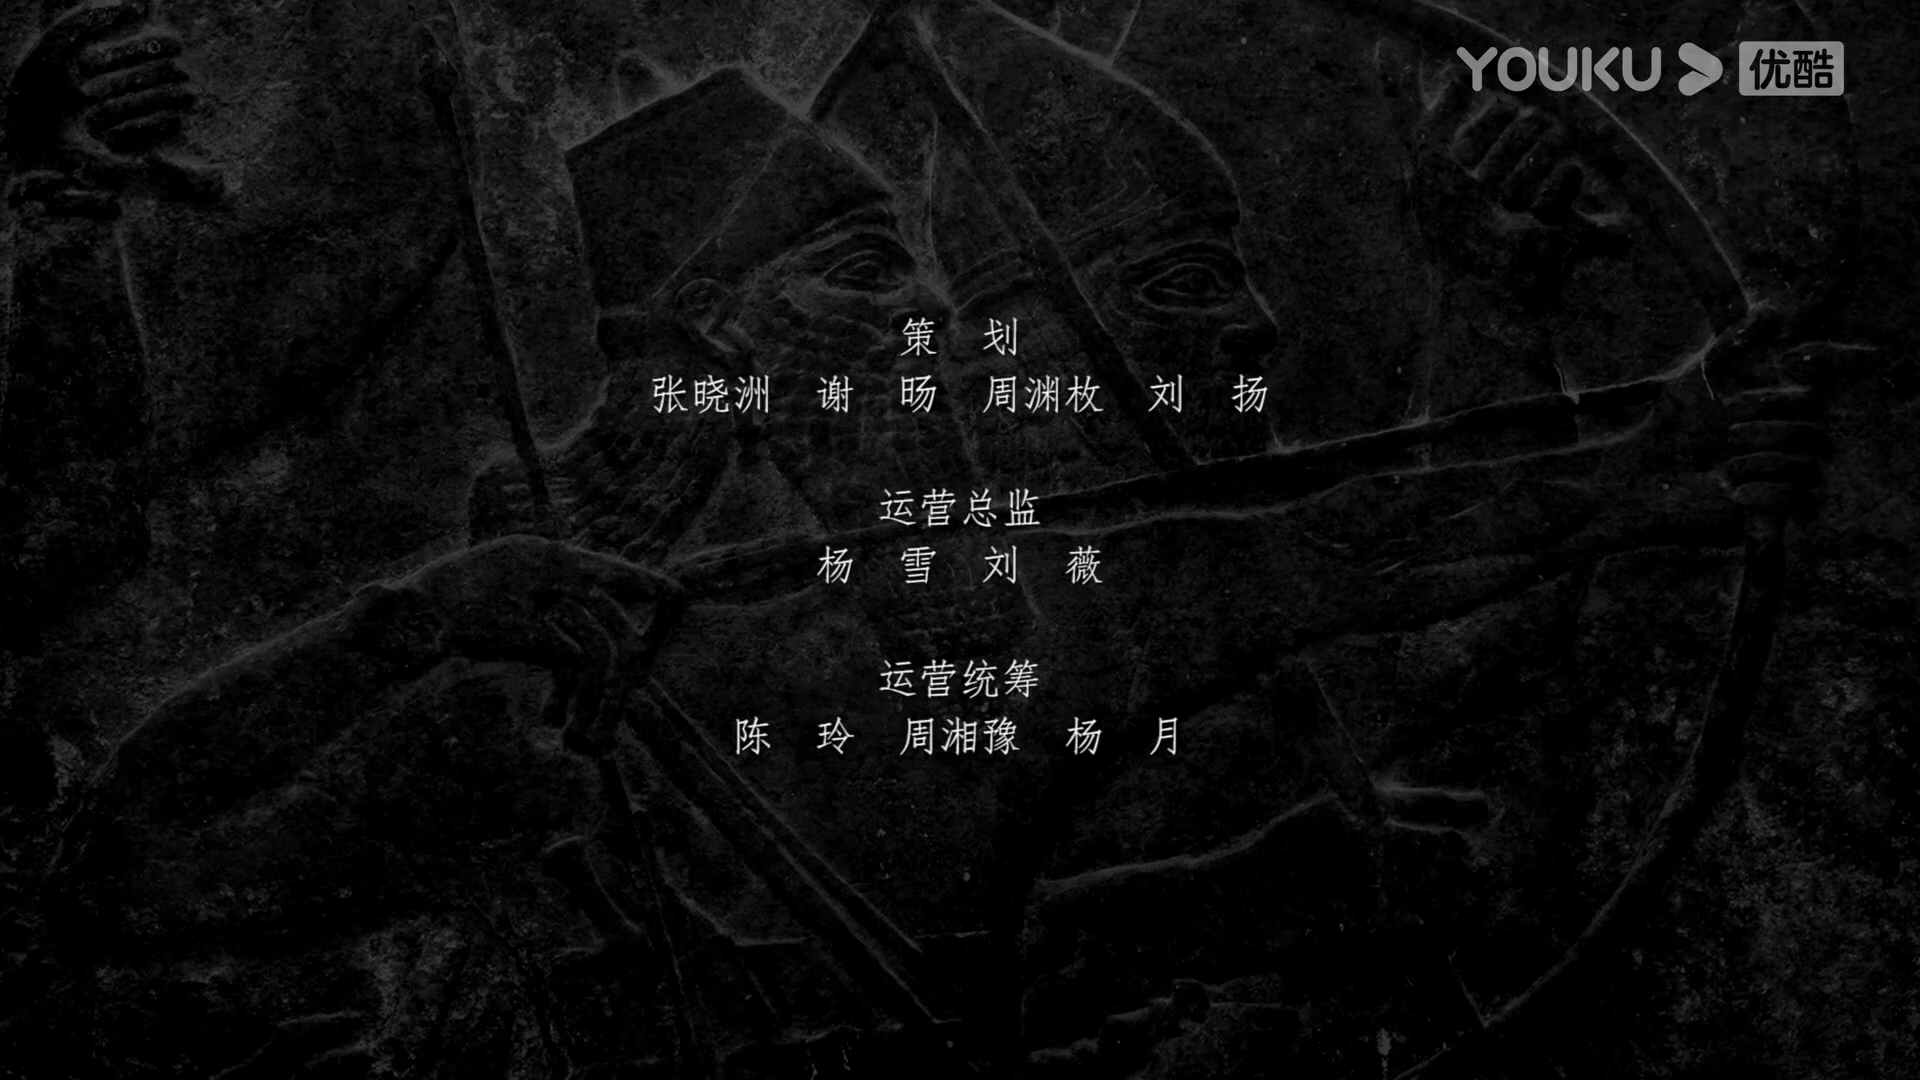 YOUKU 优酷
策 划
张晓洲 谢 旸 周渊枚 刘 扬
运营总监
杨 雪 刘 薇
运营统筹
陈 玲 周湘豫 杨 月